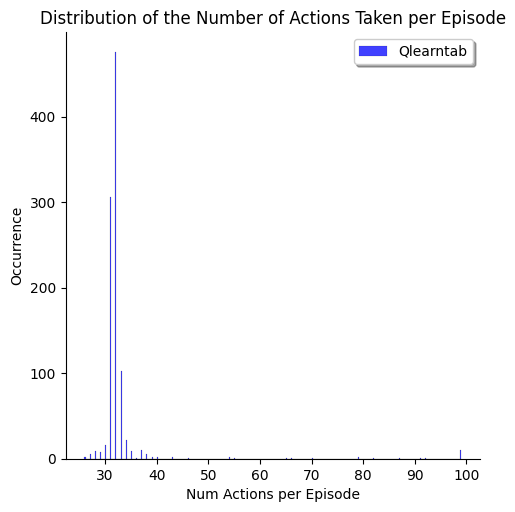 Distribution of the Number of Actions Taken per Episode
Qlearntab
Occurrence
400
300
200
100
0
30 40 50 60 70 80 90 100
Num Actions per Episode